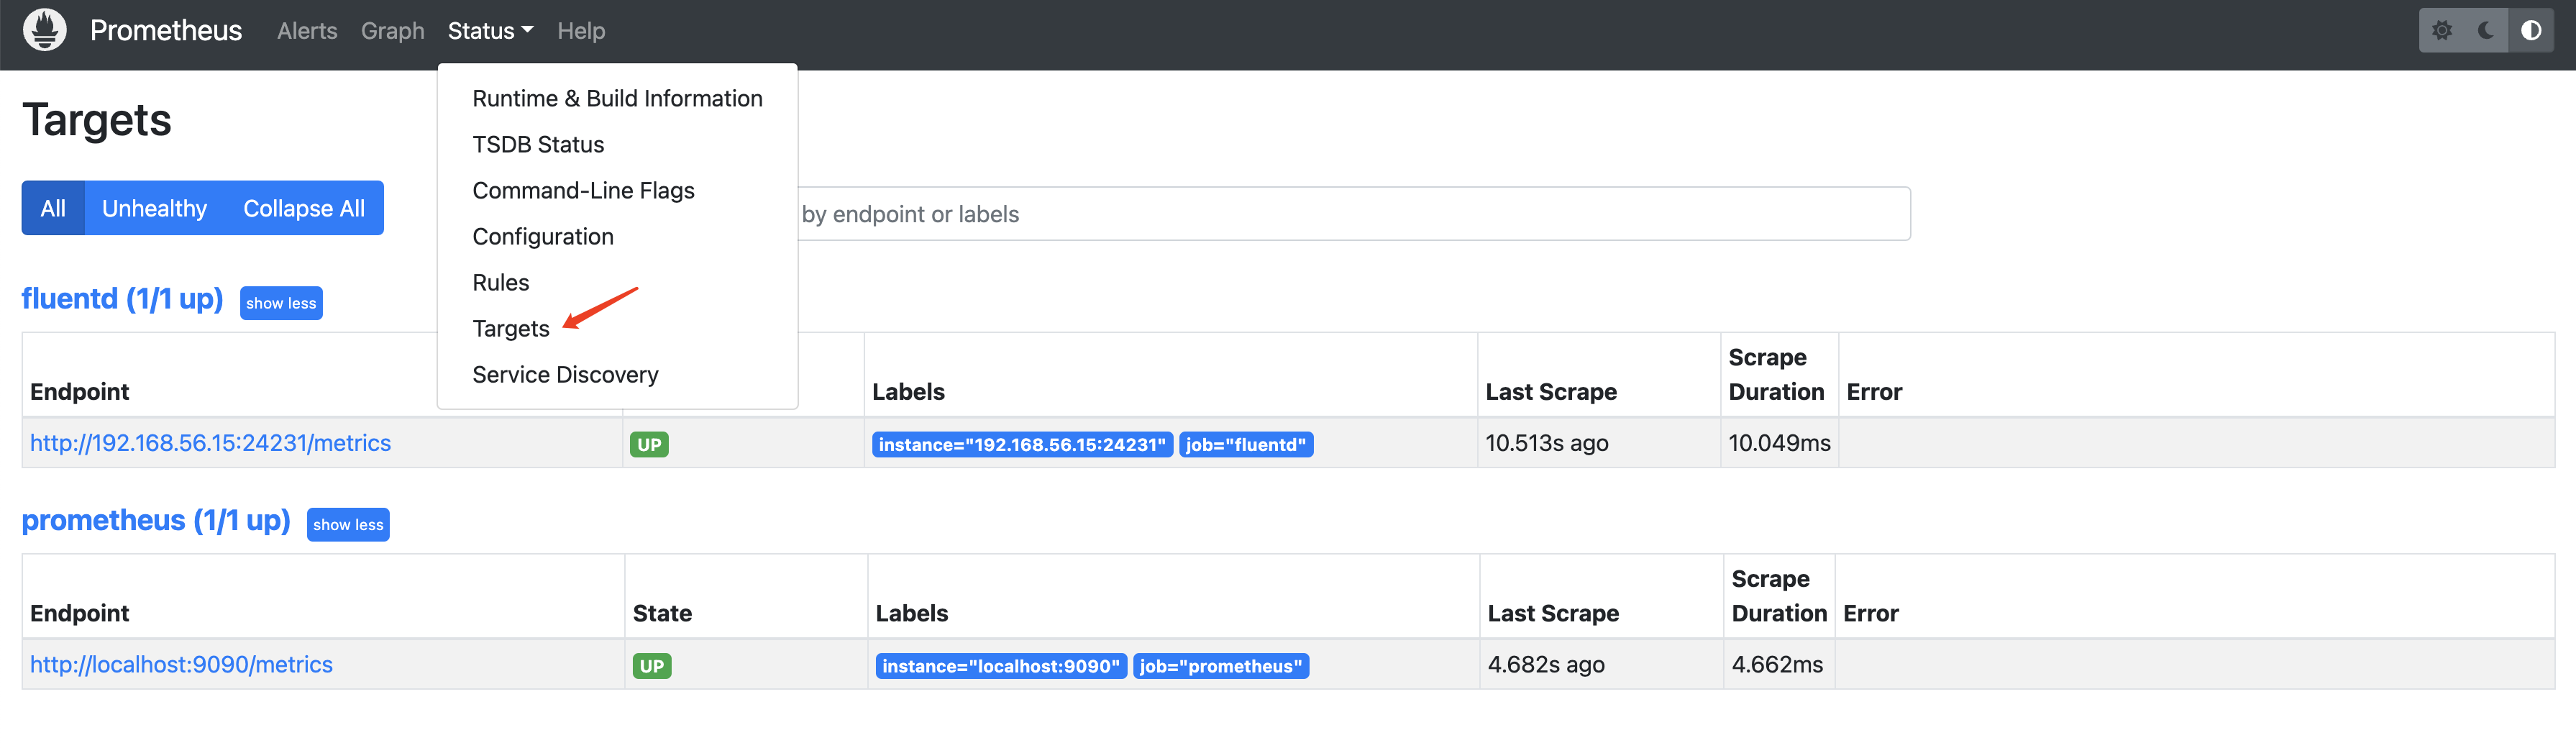 Prometheus Alerts Graph Status Help
Runtime & Build Information
TSDB Status
Command-Line Flags
Configuration
Rules
Targets
Service Discovery
Targets
All Unhealthy Collapse All
by endpoint or labels
fluentd (1/1 up) show less
Endpoint Labels Last Scrape Scrape Duration Error
http://192.168.56.15:24231/metrics UP instance="192.168.56.15:24231" job="fluentd" 10.513s ago 10.049ms
prometheus (1/1 up) show less
Endpoint State Labels Last Scrape Scrape Duration Error
http://localhost:9090/metrics UP instance="localhost:9090" job="prometheus" 4.682s ago 4.662ms